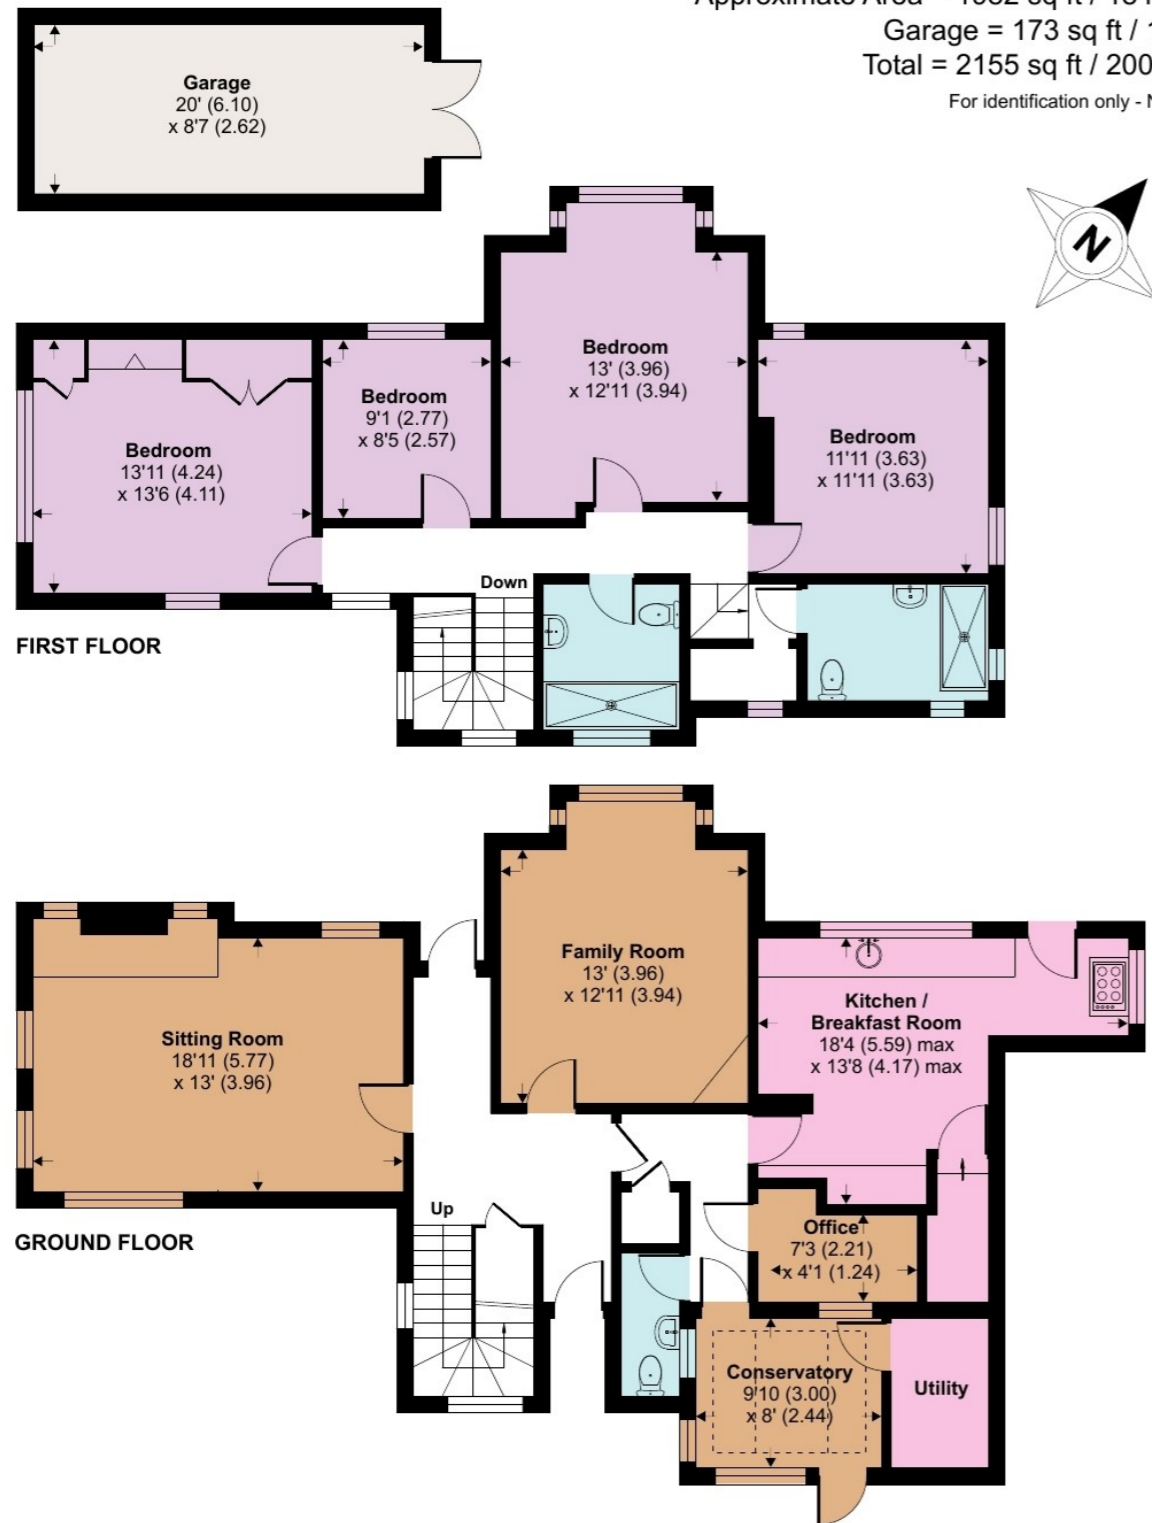 Approximate Area
Garage = 173 sq ft /
Total = 2155 sq ft /
For identification only -
Garage
20' (6.10)
x 8'7 (2.62)
N
Bedroom
13'11 (4.24)
x 13'6 (4.11)
Bedroom
9'1 (2.77)
x 8'5 (2.57)
Bedroom
13' (3.96)
x 12'11 (3.94)
Bedroom
11'11 (3.63)
x 11'11 (3.63)
Down
FIRST FLOOR
Family Room
13' (3.96)
x 12'11 (3.94)
Sitting Room
18'11 (5.77)
x 13' (3.96)
Kitchen /
Breakfast Room
18'4 (5.59) max
x 13'8 (4.17) max
Up
GROUND FLOOR
Office
7'3 (2.21)
x 4'1 (1.24)
Conservatory
9'10 (3.00)
x 8' (2.44)
Utility